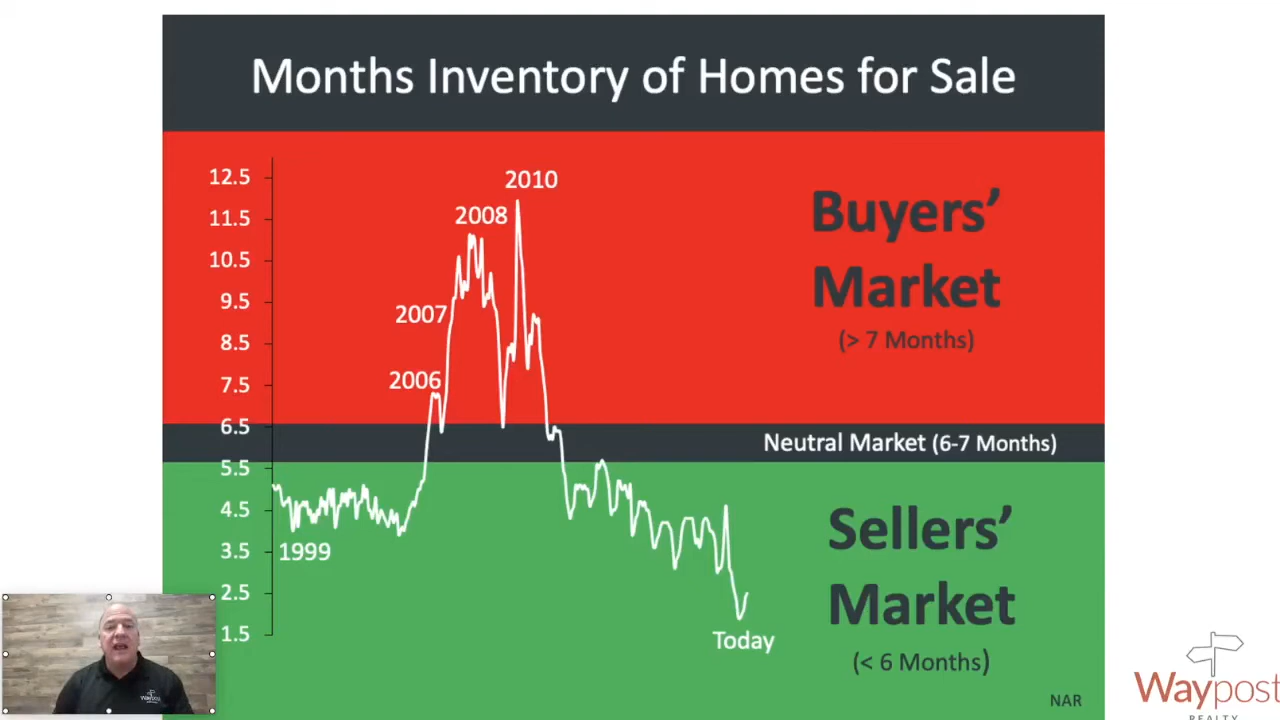 Months Inventory of Homes for Sale
12.5
11.5
10.5
9.5
8.5
7.5
6.5
5.5
4.5
3.5
2.5
1.5
2010
2008
2007
2006
1999
Today
Buyers’
Market
(> 7 Months)
Neutral Market (6-7 Months)
Sellers’
Market
(< 6 Months)
NAR
Waypost
REALTY
Waypost